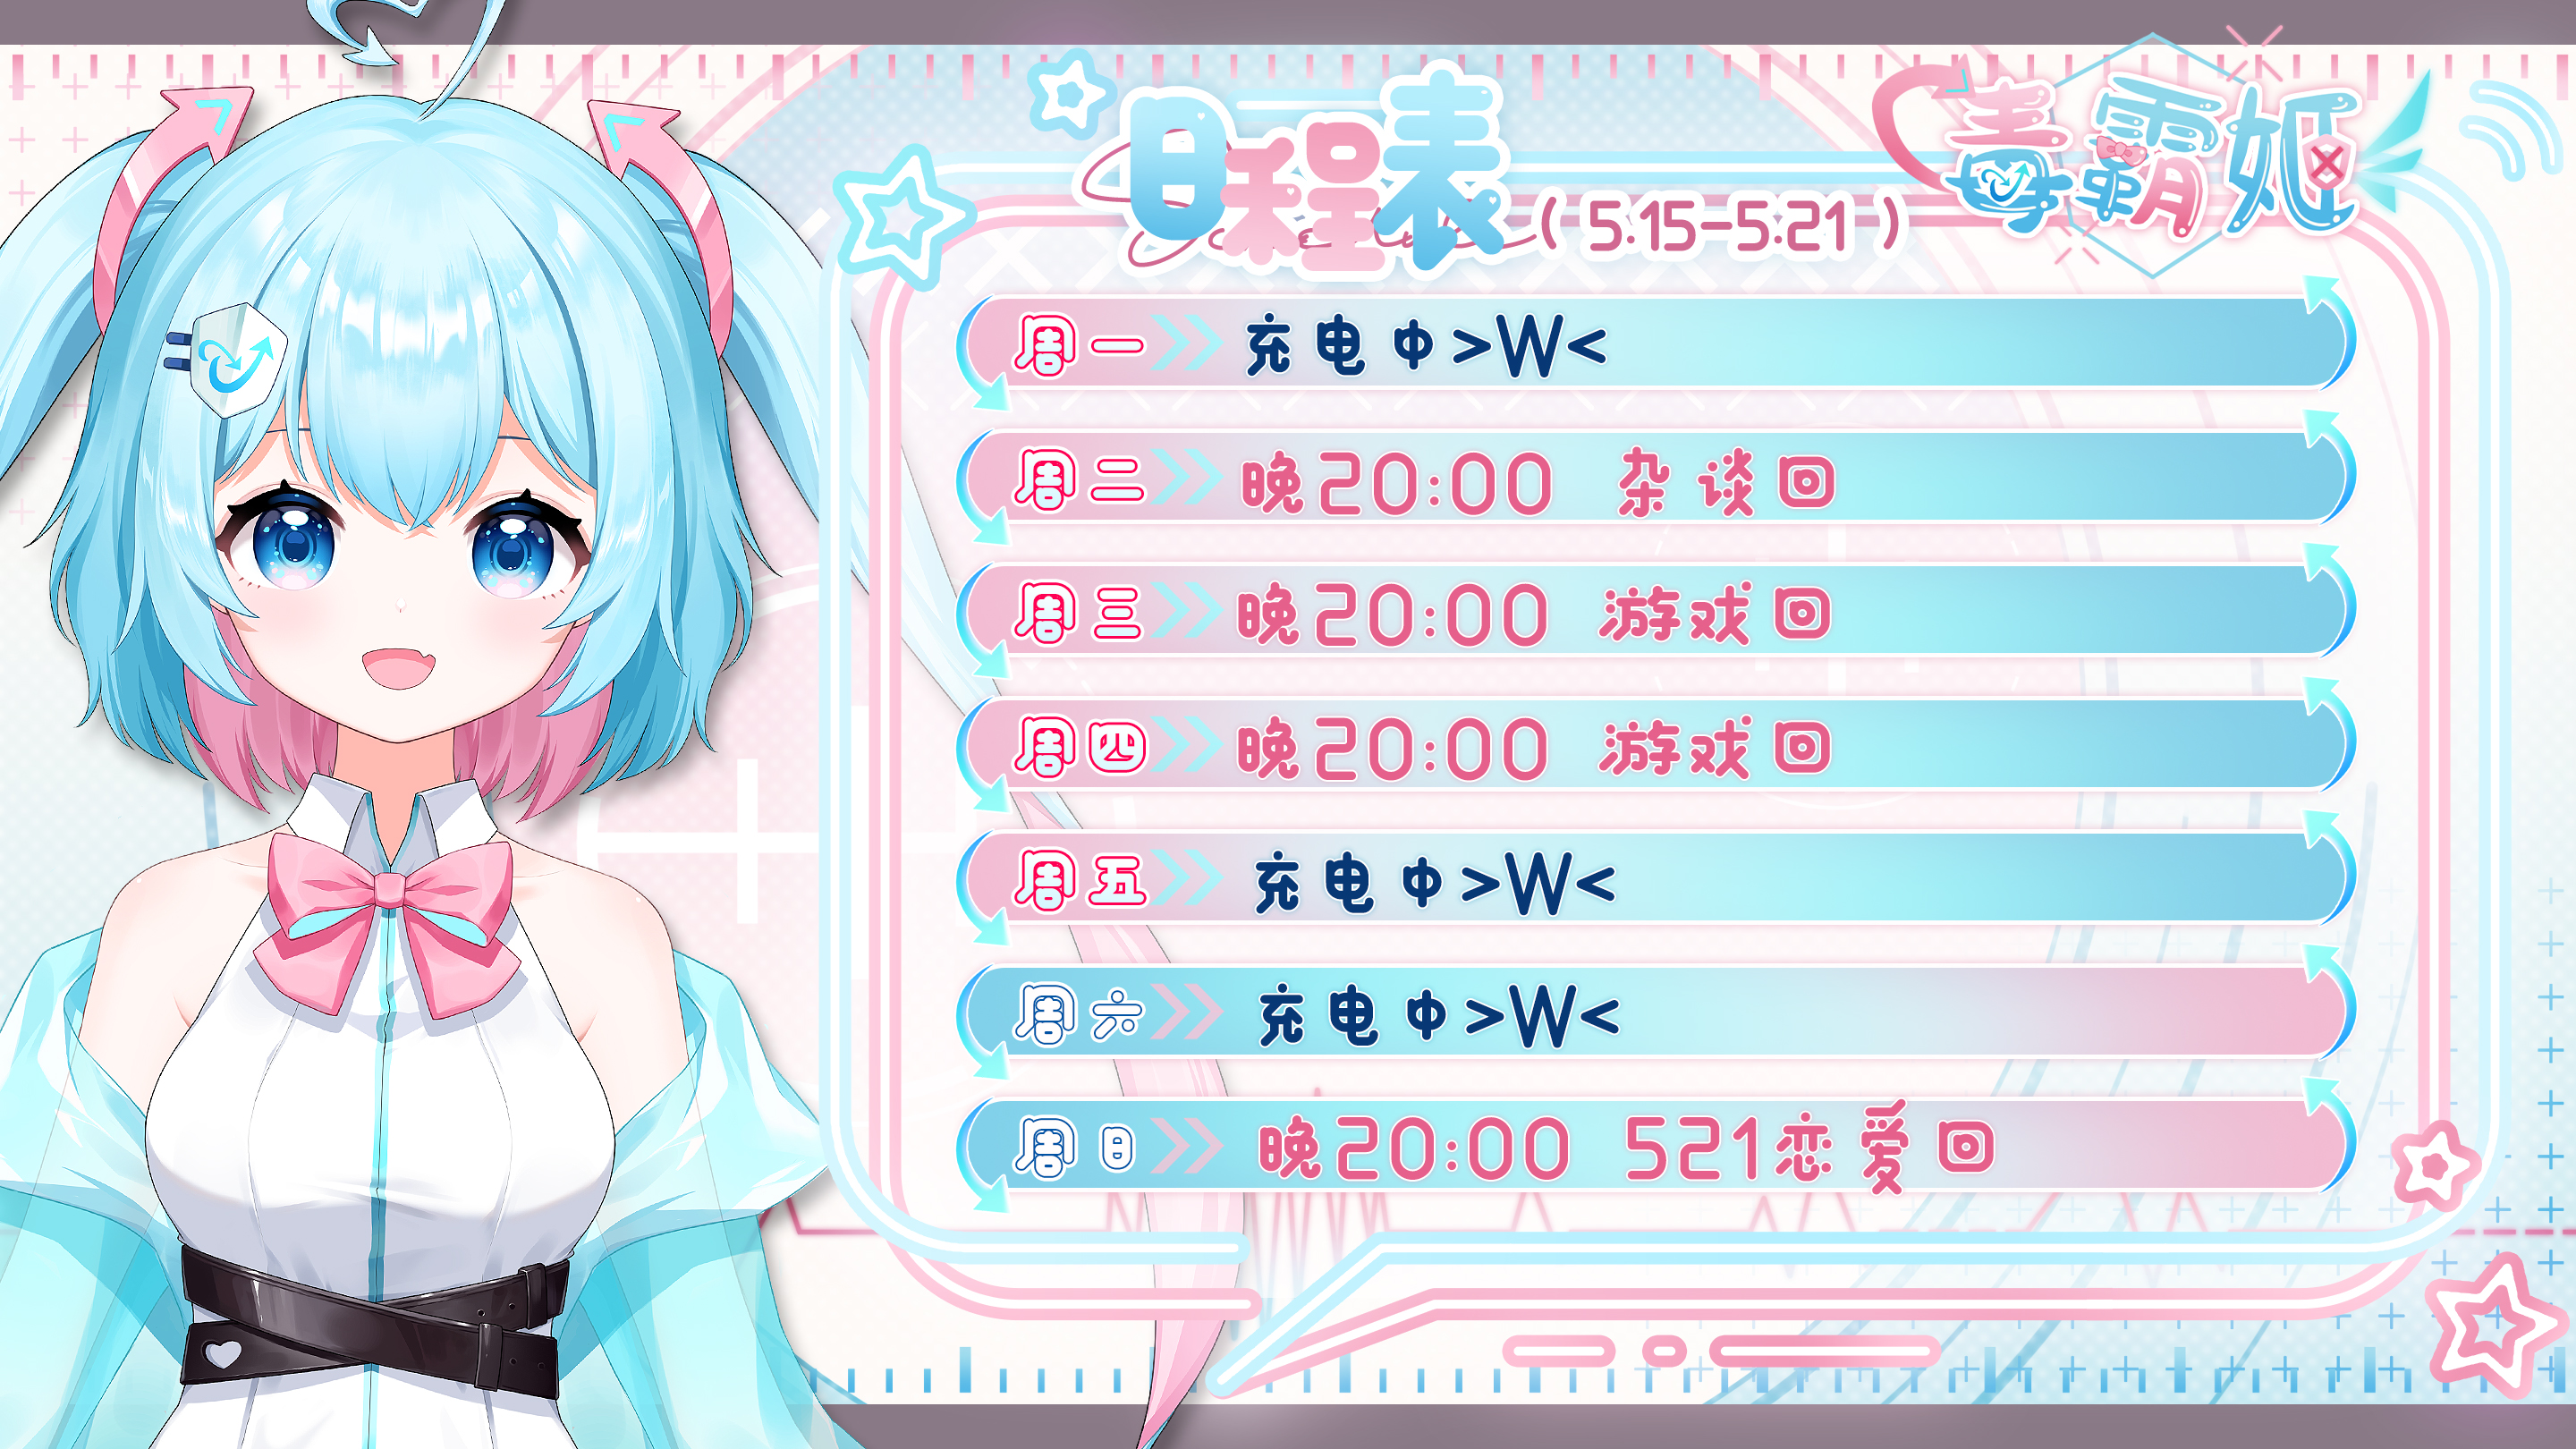 日程表
(5.15-5.21)
毒霸姬
周一 充电中>W<
周二 晚20:00 杂谈回
周三 晚20:00 游戏回
周四 晚20:00 游戏回
周五 充电中>W<
周六 充电中>W<
周日 晚20:00 521恋爱回